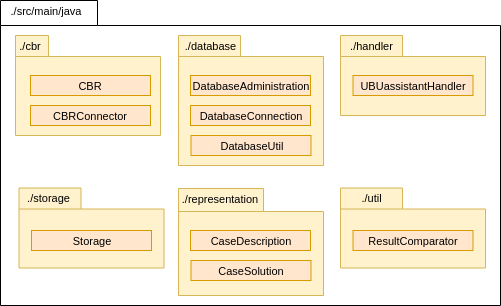 ./src/main/java
./cbr
CBR
CBRConnector
./database
DatabaseAdministration
DatabaseConnection
DatabaseUtil
./handler
UBUassistantHandler
./storage
Storage
./representation
CaseDescription
CaseSolution
./util
ResultComparator